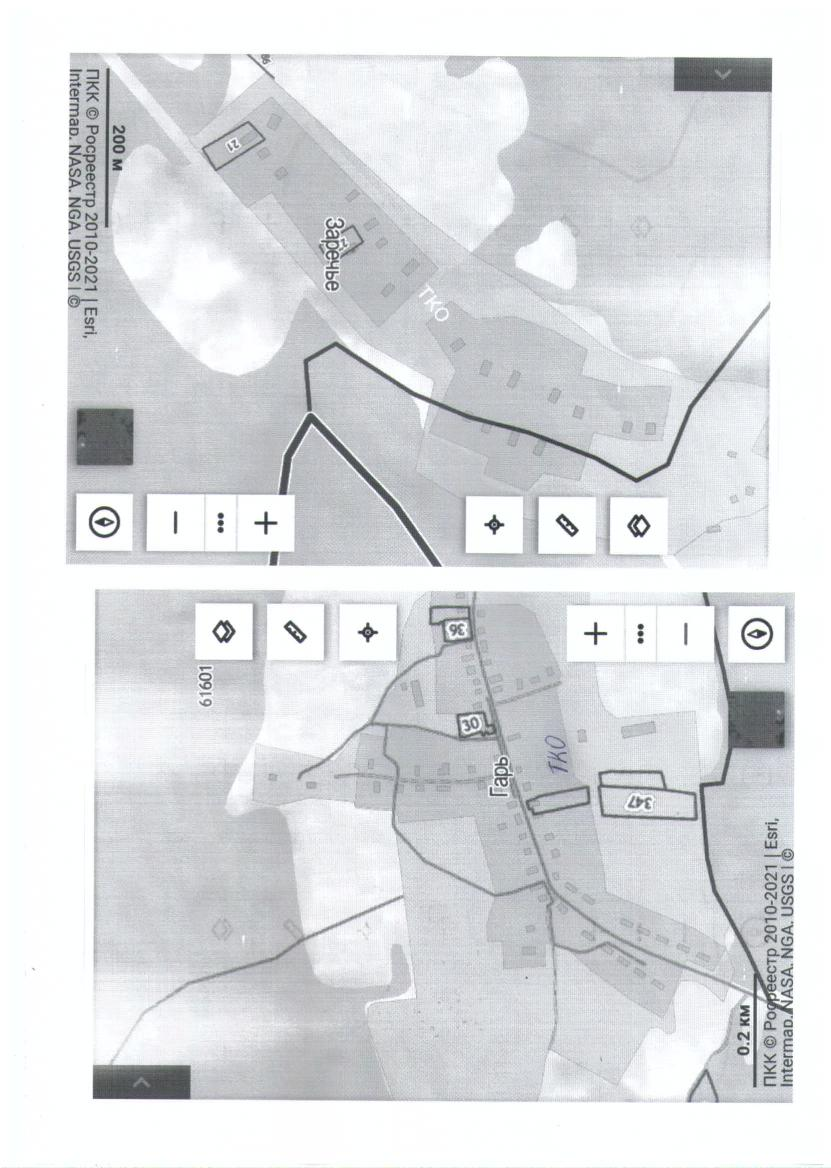 86
21
Заречье
ТКО
200 м
ПКК © Росреестр 2010-2021 | Esri,
Intermap, NASA, NGA, USGS | ©
61601
36
30
Гарь
ТКО
347
0.2 км
ПКК © Росреестр 2010-2021 | Esri,
Intermap, NASA, NGA, USGS | ©